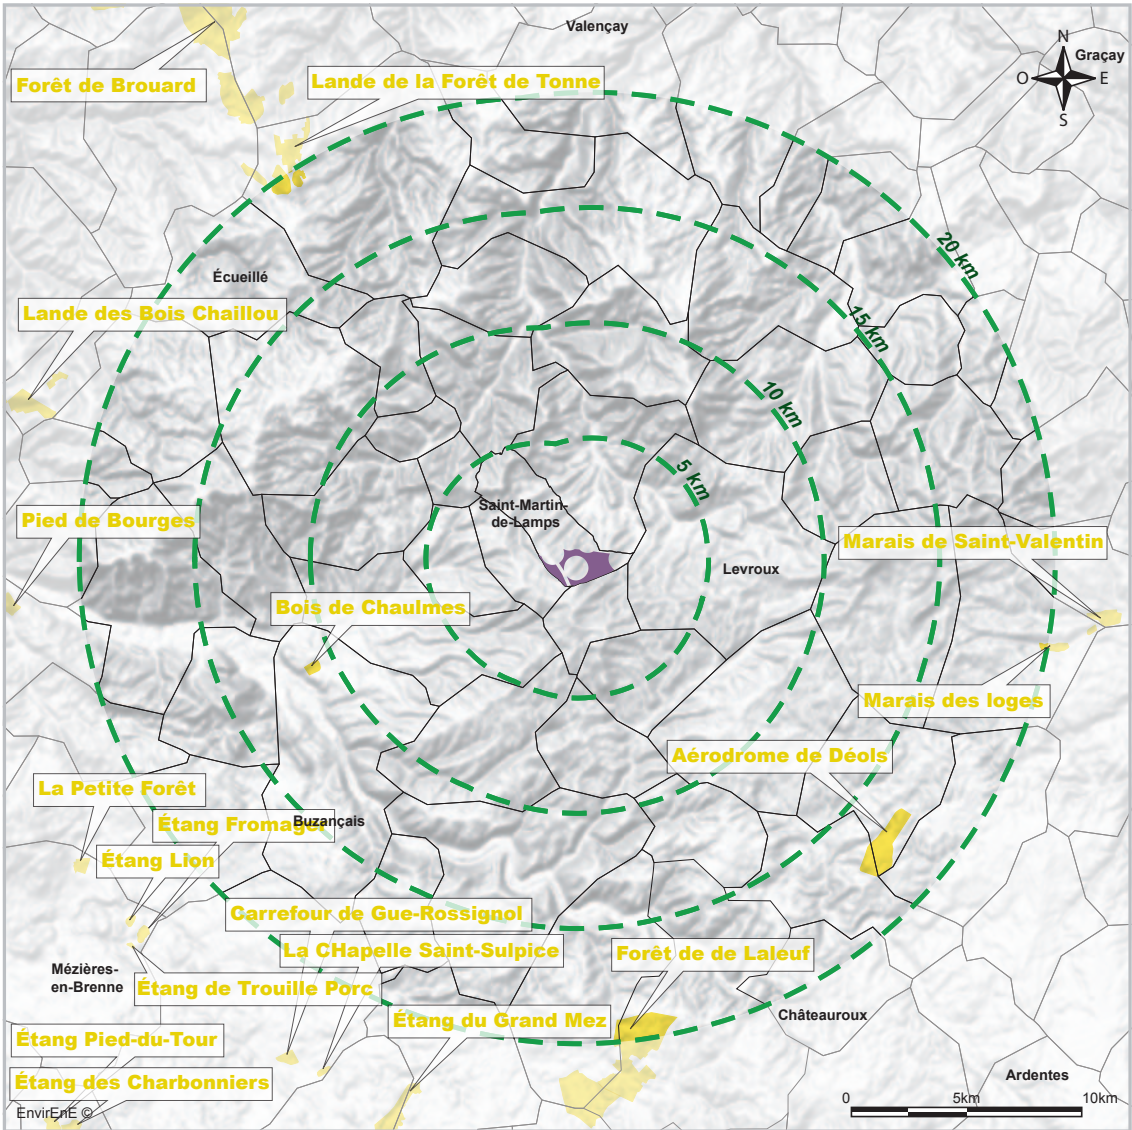 Valençay
N
Graçay
O
E
S
Forêt de Brouard
Lande de la Forêt de Tonne
20 km
Écueillé
Lande des Bois Chaillou
15 km
10 km
5 km
Saint-Martin-
de-Lamps
Pied de Bourges
Marais de Saint-Valentin
Levroux
Bois de Chaulmes
Marais des loges
Aérodrome de Déols
La Petite Forêt
Étang Fromager
Buzançais
Étang Lion
Carrefour de Gue-Rossignol
La CHapelle Saint-Sulpice
Forêt de de Laleuf
Mézières-
en-Brenne
Étang de Trouille Porc
Étang du Grand Mez
Châteauroux
Étang Pied-du-Tour
Ardentes
Étang des Charbonniers
0
5km
10km
EnvirEnE ©